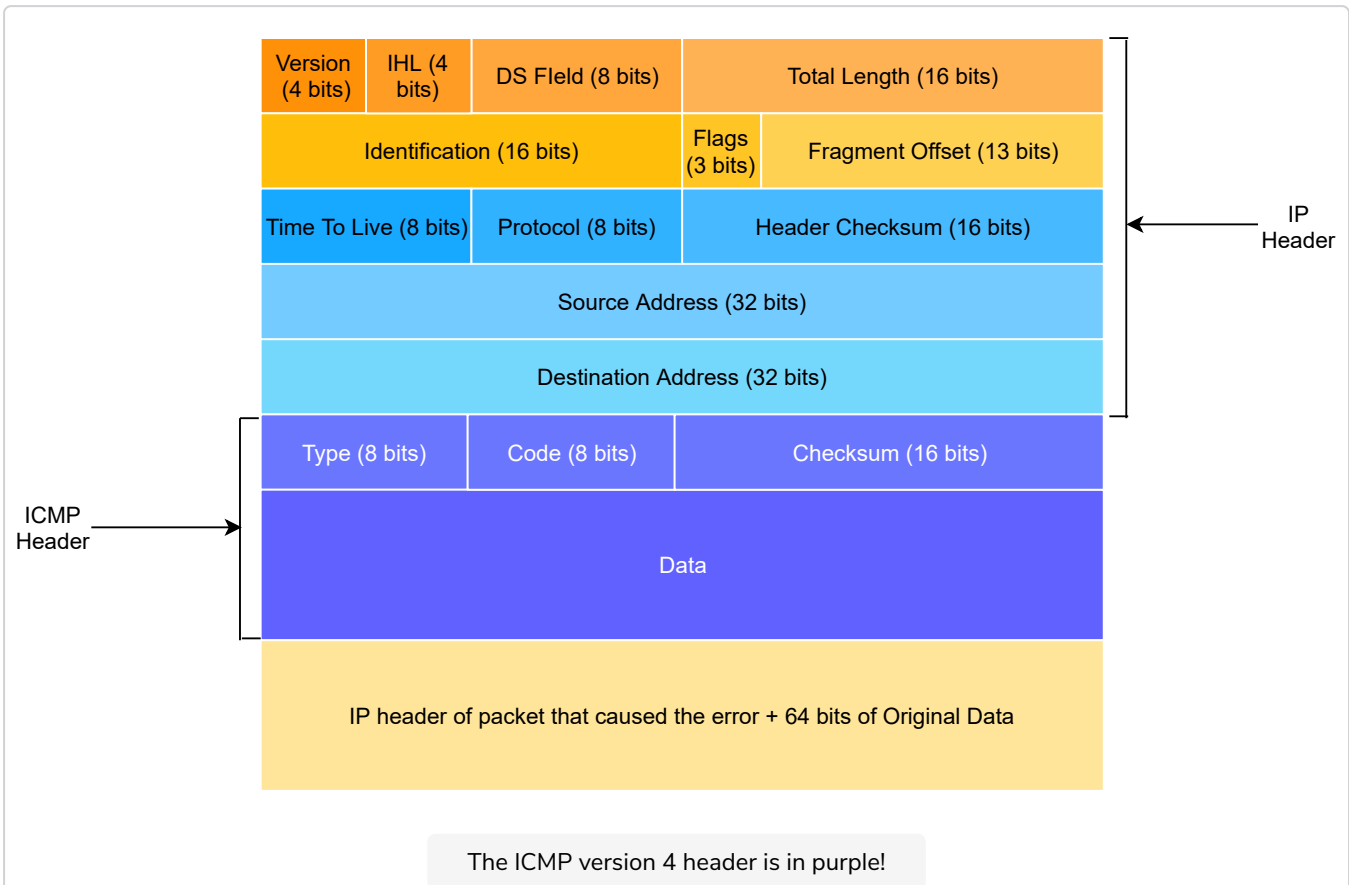 Version (4 bits)
IHL (4 bits)
DS FIeld (8 bits)
Total Length (16 bits)
Identification (16 bits)
Flags (3 bits)
Fragment Offset (13 bits)
Time To Live (8 bits)
Protocol (8 bits)
Header Checksum (16 bits)
IP Header
Source Address (32 bits)
Destination Address (32 bits)
Type (8 bits)
Code (8 bits)
Checksum (16 bits)
ICMP Header
Data
IP header of packet that caused the error + 64 bits of Original Data
The ICMP version 4 header is in purple!